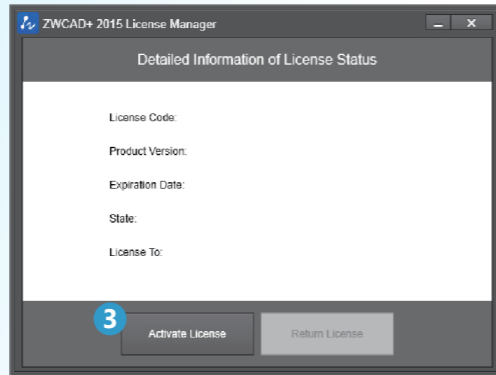 ZWCAD+ 2015 License Manager
Detailed Information of License Status
License Code:
Product Version:
Expiration Date:
State:
License To:
3
Activate License
Return License